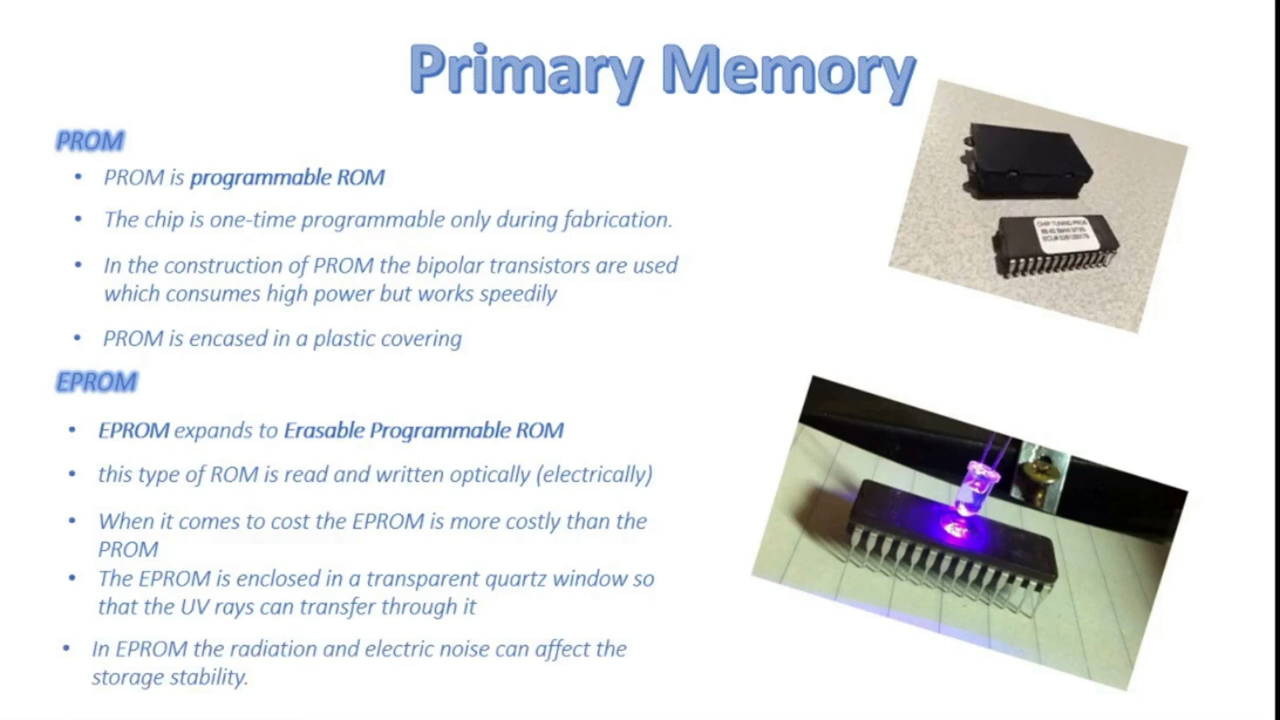 Primary Memory
PROM
• PROM is programmable ROM
• The chip is one-time programmable only during fabrication.
• In the construction of PROM the bipolar transistors are used
which consumes high power but works speedily
• PROM is encased in a plastic covering
EPROM
• EPROM expands to Erasable Programmable ROM
• this type of ROM is read and written optically (electrically)
• When it comes to cost the EPROM is more costly than the
PROM
• The EPROM is enclosed in a transparent quartz window so
that the UV rays can transfer through it
• In EPROM the radiation and electric noise can affect the
storage stability.
CHIP TUNING PROS